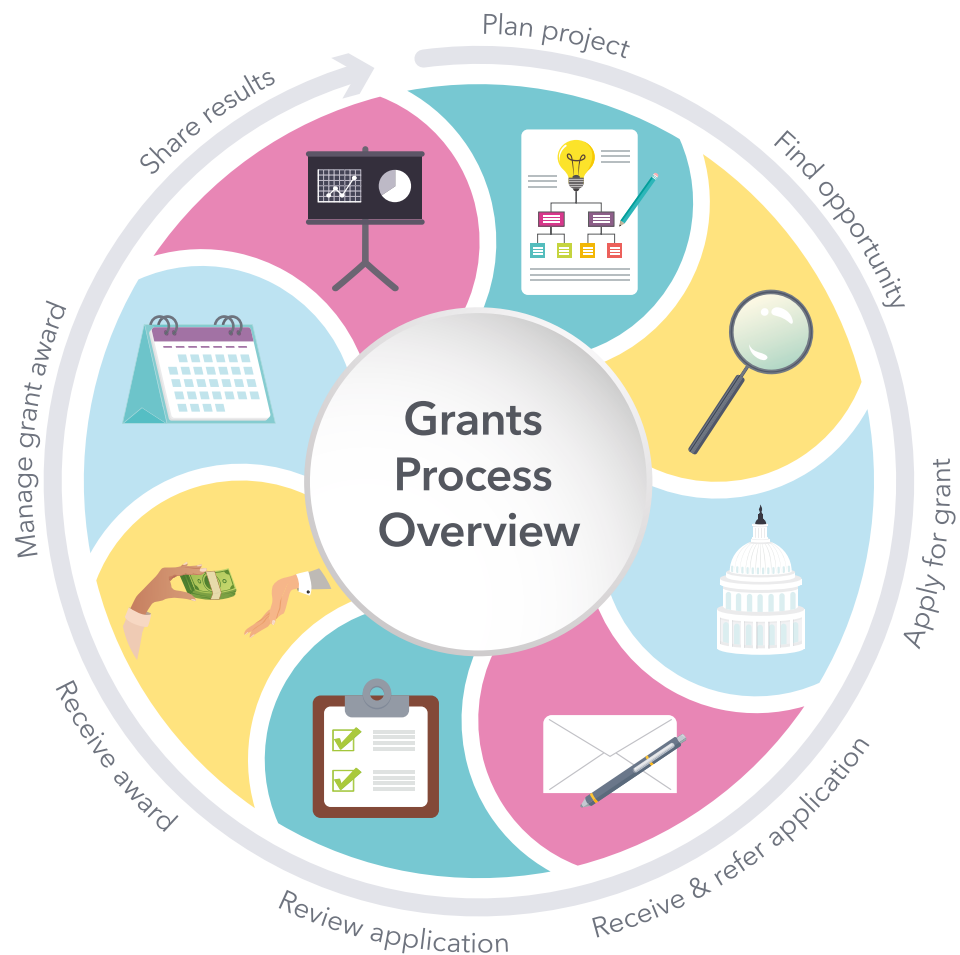 Grants
Process
Overview
Plan project
Find opportunity
Apply for grant
Receive & refer application
Review application
Receive award
Manage grant award
Share results